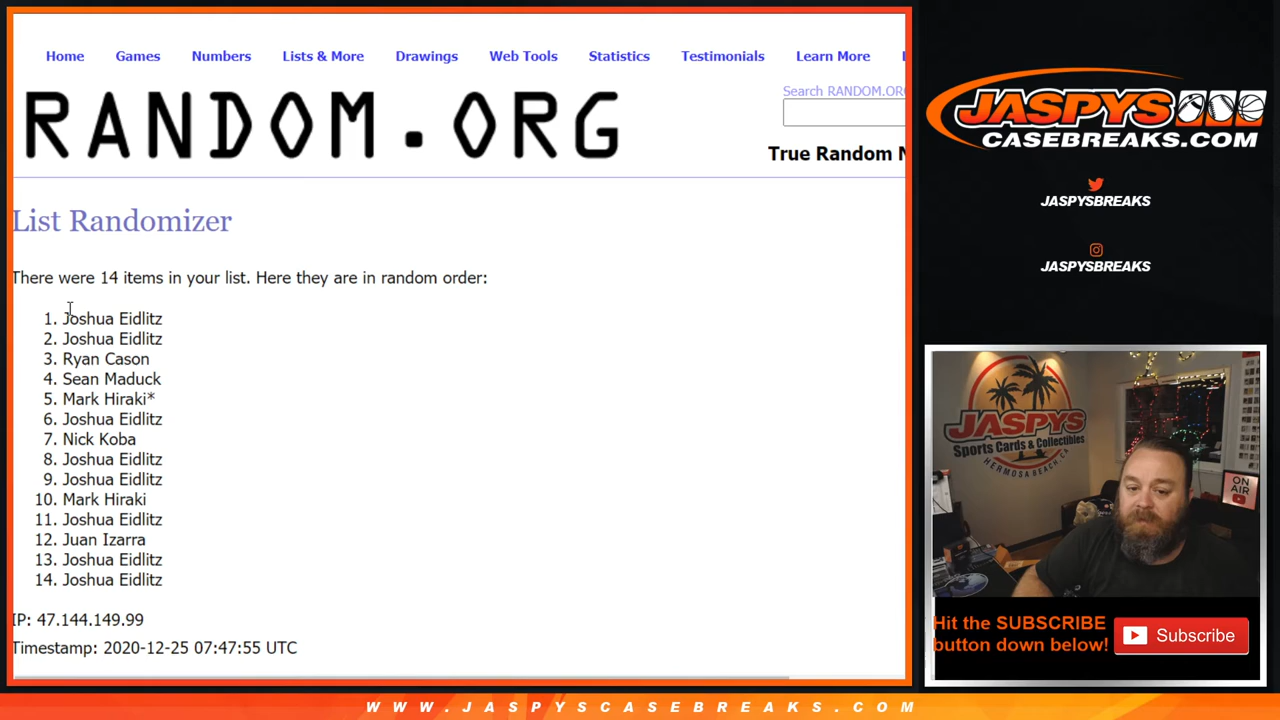 Home Games Numbers Lists & More Drawings Web Tools Statistics Testimonials Learn More
Search RANDOM.ORG
RANDOM.ORG
True Random N
List Randomizer
There were 14 items in your list. Here they are in random order:
1. Joshua Eidlitz
2. Joshua Eidlitz
3. Ryan Cason
4. Sean Maduck
5. Mark Hiraki*
6. Joshua Eidlitz
7. Nick Koba
8. Joshua Eidlitz
9. Joshua Eidlitz
10. Mark Hiraki
11. Joshua Eidlitz
12. Juan Izarra
13. Joshua Eidlitz
14. Joshua Eidlitz
IP: 47.144.149.99
Timestamp: 2020-12-25 07:47:55 UTC
JASPYS
CASEBREAKS.COM
JASPYSBREAKS
JASPYSBREAKS
JASPYS
Sports Cards & Collectibles
HERMOSA BEACH, CA
ON AIR
Hit the SUBSCRIBE
button down below!
Subscribe
WWW.JASPYSCASEBREAKS.COM